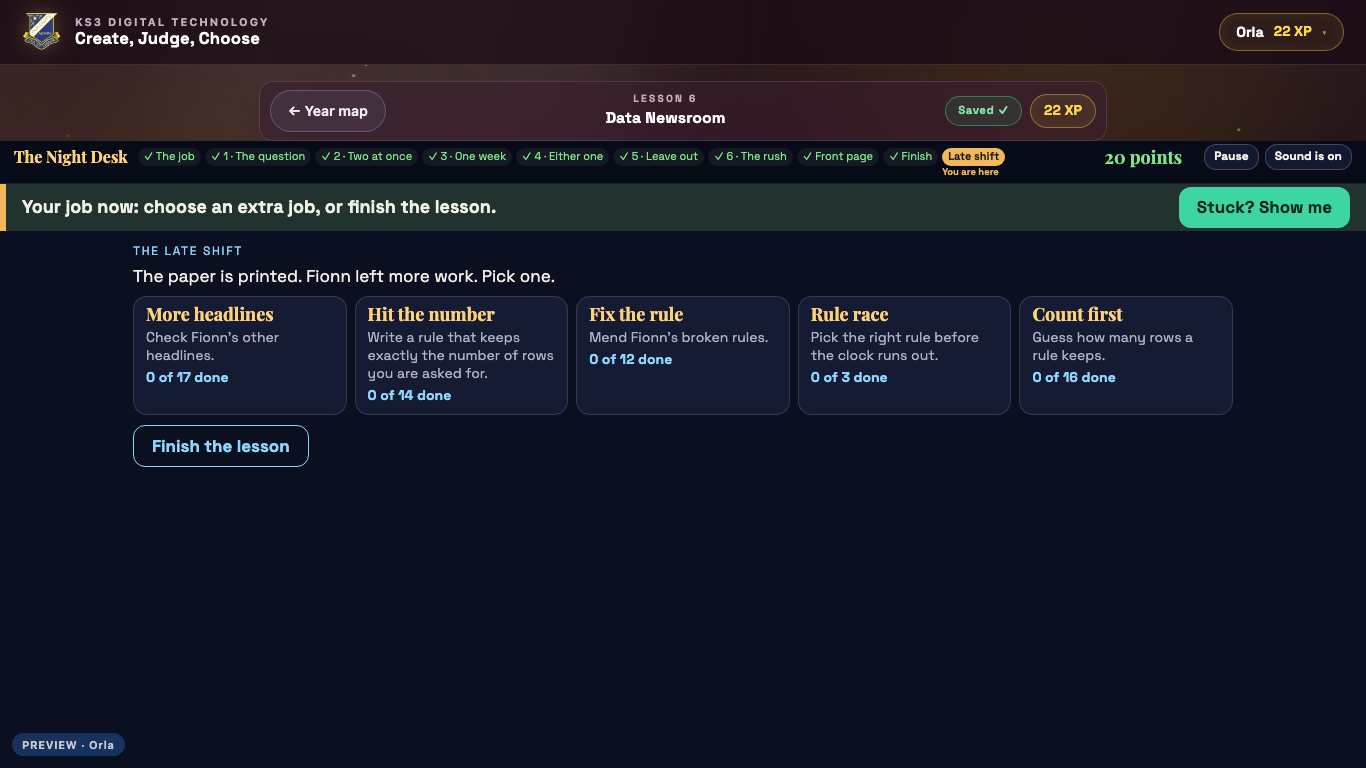 KS3 DIGITAL TECHNOLOGY
Create, Judge, Choose
Orla 22 XP
← Year map
LESSON 6
Data Newsroom
Saved ✓
22 XP
The Night Desk
✓ The job
✓ 1 · The question
✓ 2 · Two at once
✓ 3 · One week
✓ 4 · Either one
✓ 5 · Leave out
✓ 6 · The rush
✓ Front page
✓ Finish
Late shift
You are here
20 points
Pause
Sound is on
Your job now: choose an extra job, or finish the lesson.
Stuck? Show me
THE LATE SHIFT
The paper is printed. Fionn left more work. Pick one.
More headlines
Check Fionn's other
headlines.
0 of 17 done
Hit the number
Write a rule that keeps
exactly the number of rows
you are asked for.
0 of 14 done
Fix the rule
Mend Fionn's broken rules.
0 of 12 done
Rule race
Pick the right rule before
the clock runs out.
0 of 3 done
Count first
Guess how many rows a
rule keeps.
0 of 16 done
Finish the lesson
PREVIEW · Orla